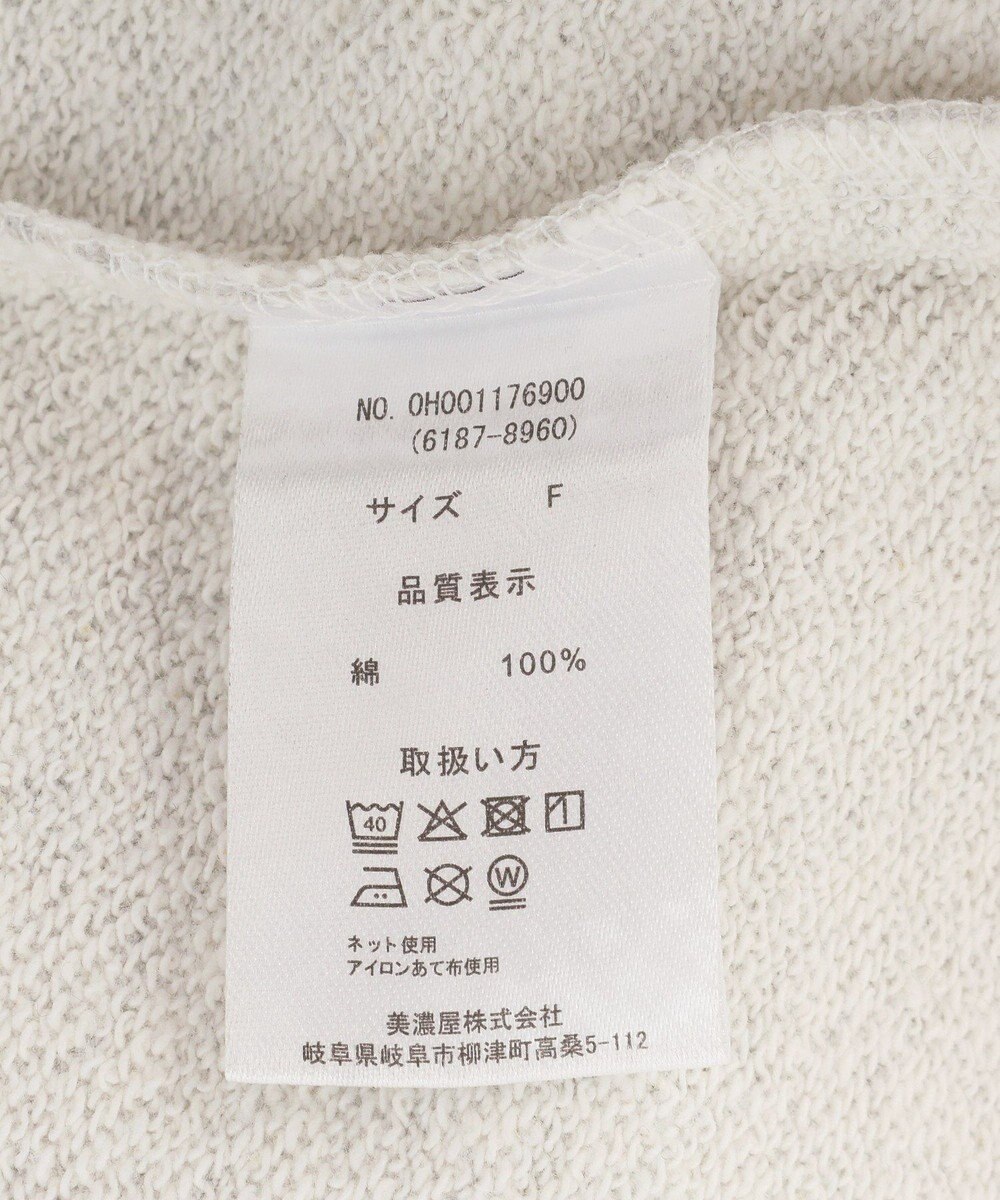 NO. 0H001176900
(6187-8960)
サイズ F
品質表示
綿 100%
取扱い方
40
W
ネット使用
アイロンあて布使用
美濃屋株式会社
岐阜県岐阜市柳津町高桑5-112